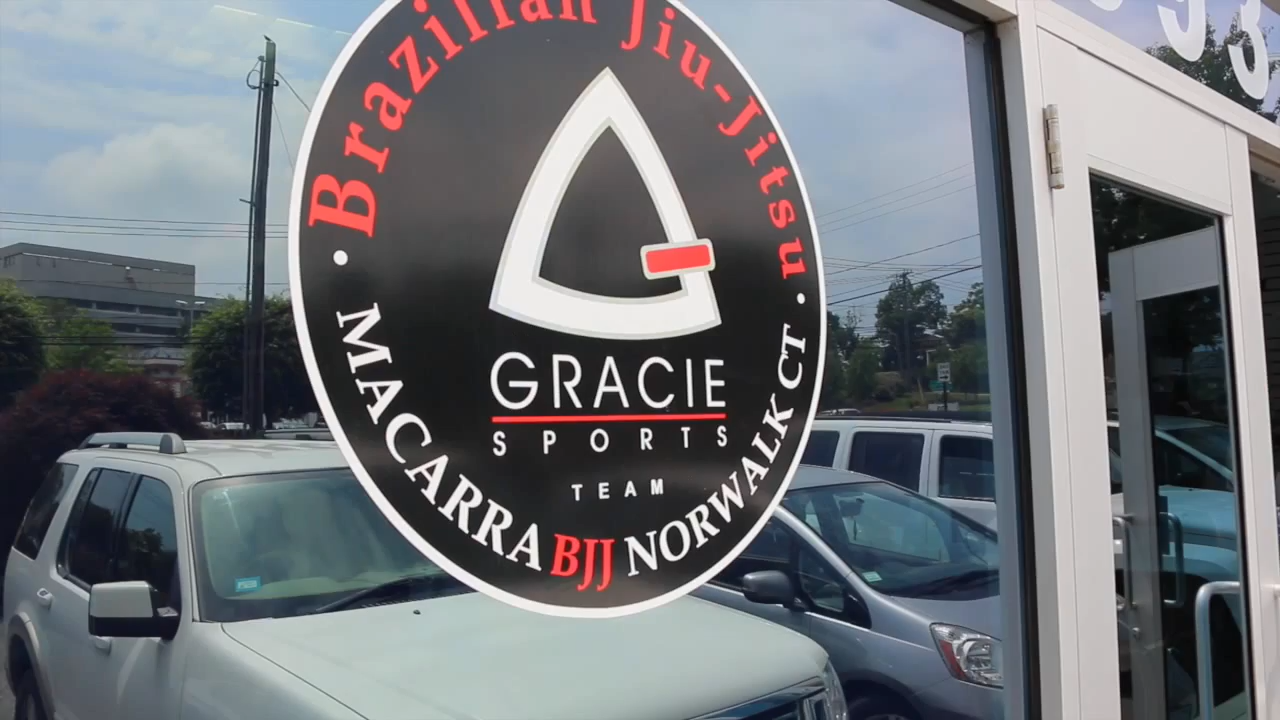 Brazilian Jiu-Jitsu
GRACIE
SPORTS
TEAM
MACARRA BJJ NORWALK CT